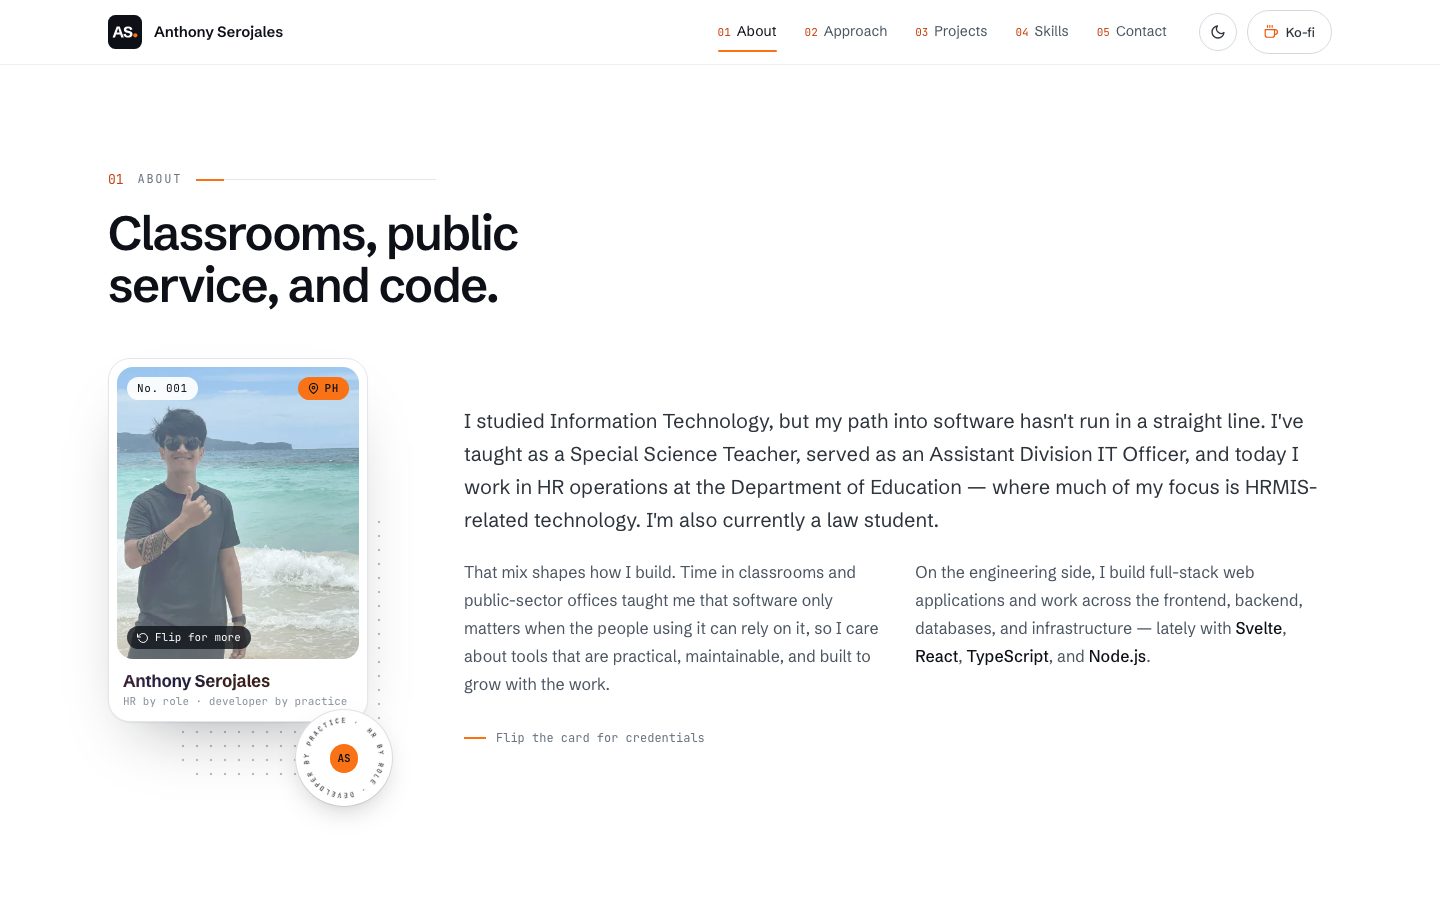 AS. Anthony Serojales 01 About 02 Approach 03 Projects 04 Skills 05 Contact Ko-fi
01 ABOUT
Classrooms, public
service, and code.
No. 001 PH
Flip for more
Anthony Serojales
HR by role · developer by practice
HR BY ROLE · DEVELOPER BY PRACTICE ·
AS
I studied Information Technology, but my path into software hasn't run in a straight line. I've
taught as a Special Science Teacher, served as an Assistant Division IT Officer, and today I
work in HR operations at the Department of Education — where much of my focus is HRMIS-
related technology. I'm also currently a law student.
That mix shapes how I build. Time in classrooms and
public-sector offices taught me that software only
matters when the people using it can rely on it, so I care
about tools that are practical, maintainable, and built to
grow with the work.
On the engineering side, I build full-stack web
applications and work across the frontend, backend,
databases, and infrastructure — lately with Svelte,
React, TypeScript, and Node.js.
Flip the card for credentials